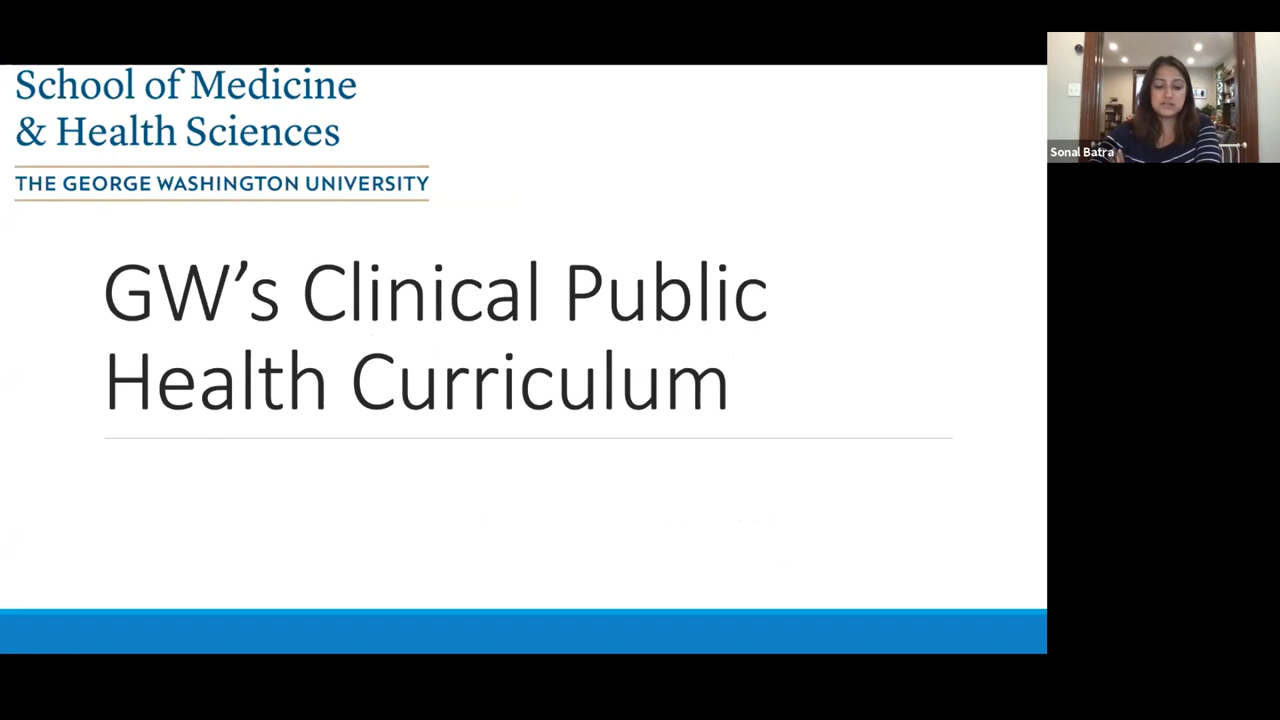 School of Medicine
& Health Sciences
THE GEORGE WASHINGTON UNIVERSITY
GW’s Clinical Public
Health Curriculum
Sonal Batra